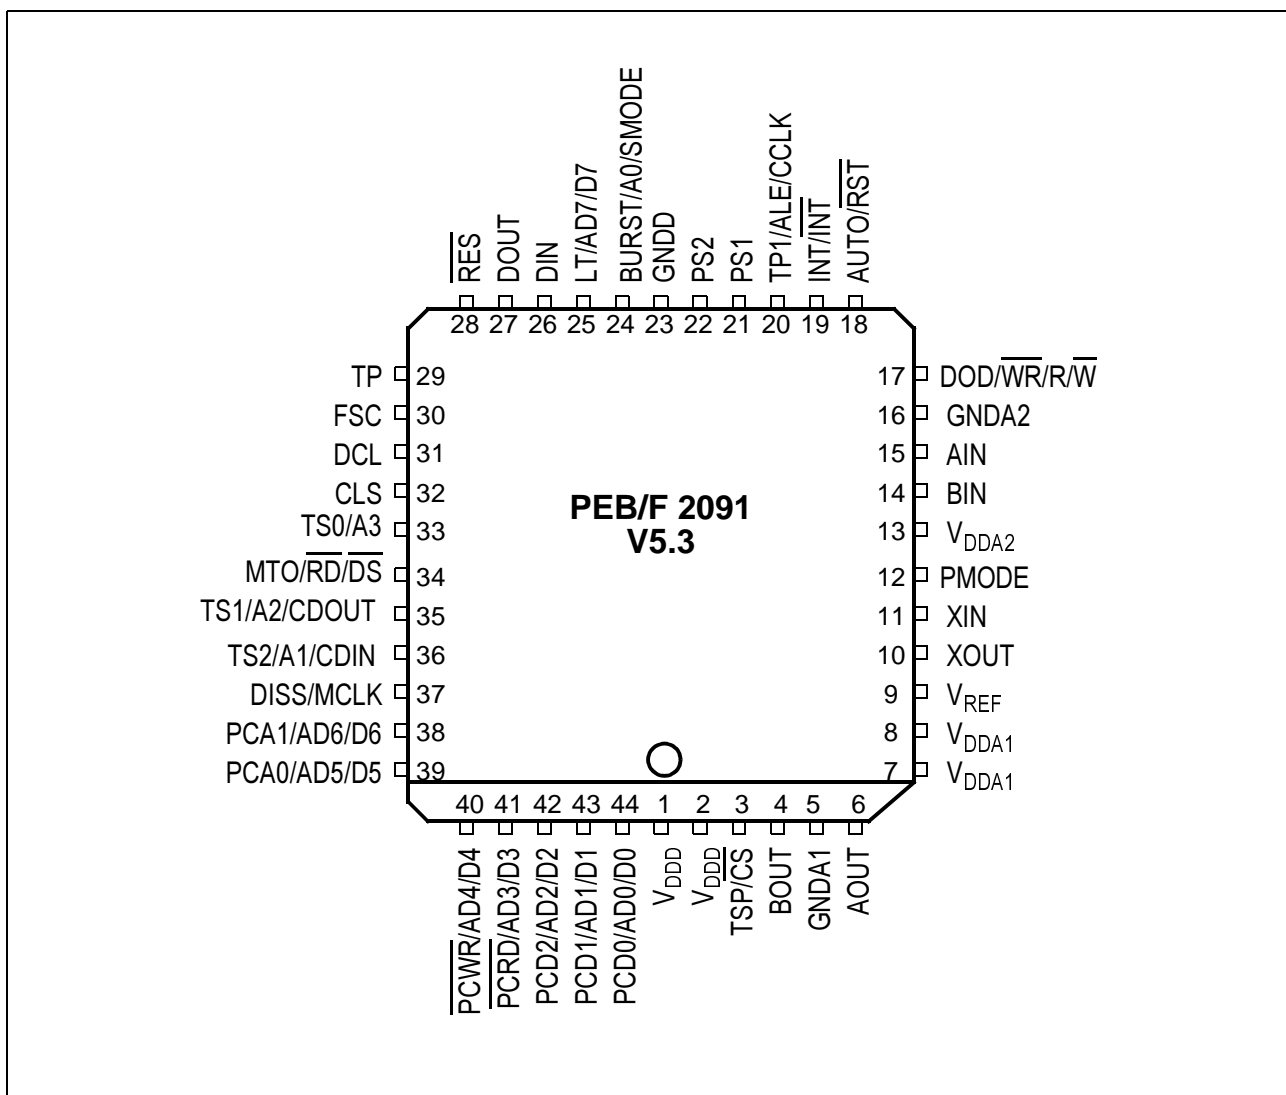 RES
DOUT
DIN
LT/AD7/D7
BURST/A0/SMODE
GNDD
PS2
PS1
TP1/ALE/CCLK
INT/INT
AUTO/RST
28 27 26 25 24 23 22 21 20 19 18
TP 29
FSC 30
DCL 31
CLS 32
TS0/A3 33
MTO/RD/DS 34
TS1/A2/CDOUT 35
TS2/A1/CDIN 36
DISS/MCLK 37
PCA1/AD6/D6 38
PCA0/AD5/D5 39
PEB/F 2091
V5.3
17 DOD/WR/R/W
16 GNDA2
15 AIN
14 BIN
13 VDDA2
12 PMODE
11 XIN
10 XOUT
9 VREF
8 VDDA1
7 VDDA1
40 41 42 43 44 1 2 3 4 5 6
PCWR/AD4/D4
PCRD/AD3/D3
PCD2/AD2/D2
PCD1/AD1/D1
PCD0/AD0/D0
VDDD
VDDD
TSP/CS
BOUT
GNDA1
AOUT